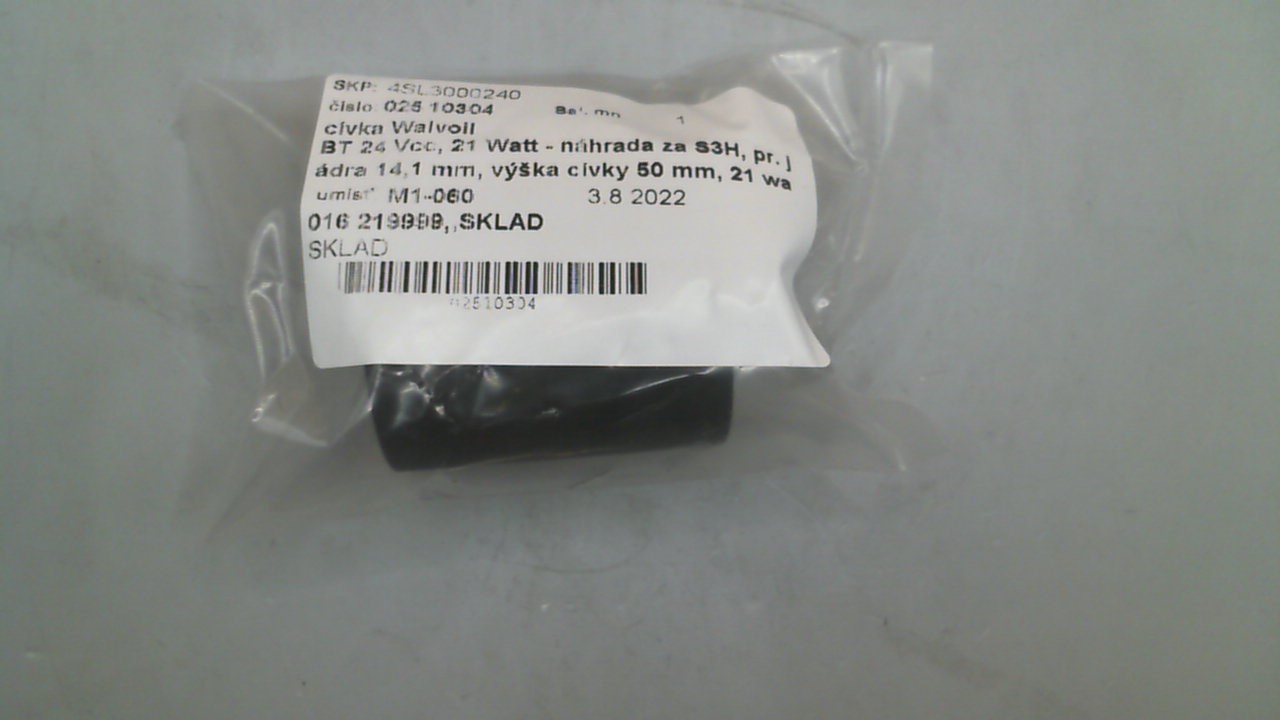 SKP: 4SL3000240
číslo: 025 10304 Bal. mn 1
cívka Walvoil
BT 24 Vcc, 21 Watt - náhrada za S3H, pr. j
ádra 14,1 mm, výška cívky 50 mm, 21 wa
umíst M1-060 3.8 2022
016 219999, ,SKLAD
SKLAD
02510304